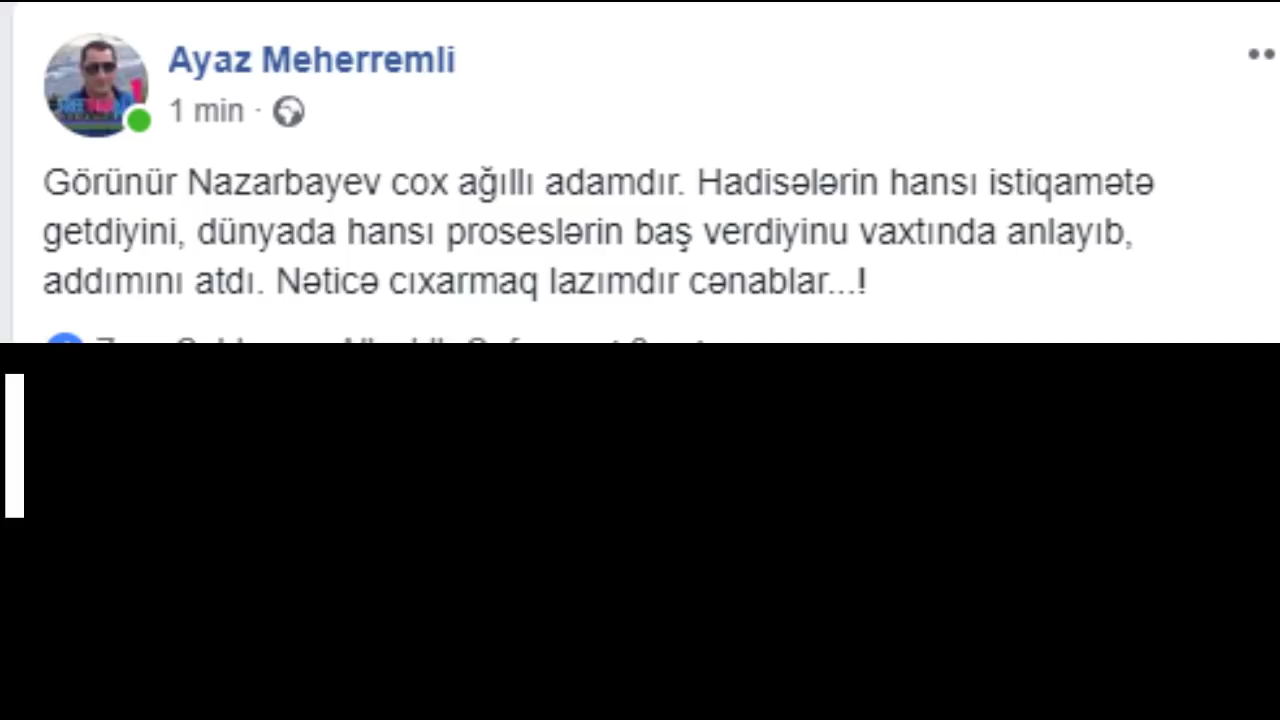 Ayaz Meherremli
1 min ·
Görünür Nazarbayev cox ağıllı adamdır. Hadisələrin hansı istiqamətə
getdiyini, dünyada hansı proseslərin baş verdiyinu vaxtında anlayıb,
addımını atdı. Nəticə cıxarmaq lazımdır cənablar...!